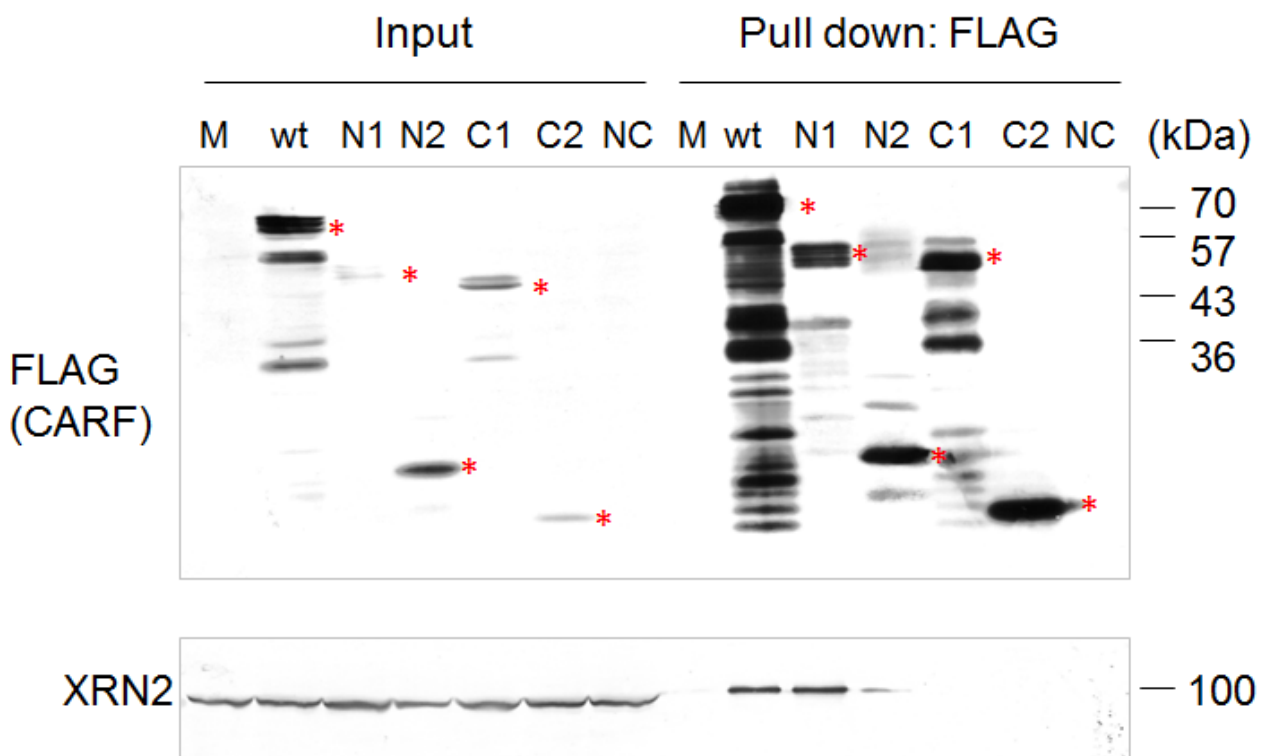 Input Pull down: FLAG
M wt N1 N2 C1 C2 NC M wt N1 N2 C1 C2 NC (kDa)
* * * * * * * * * *
70
57
43
36
FLAG
(CARF)
XRN2
100